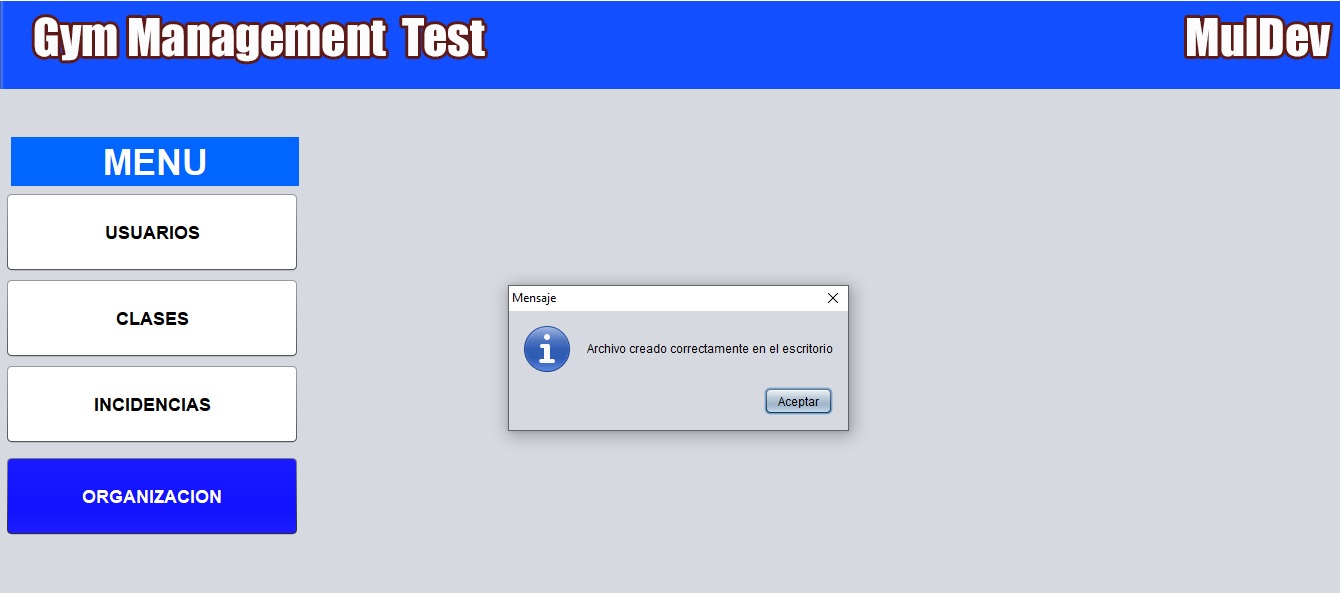 Gym Management Test
MulDev
MENU
USUARIOS
CLASES
INCIDENCIAS
ORGANIZACION
Mensaje
Archivo creado correctamente en el escritorio
Aceptar